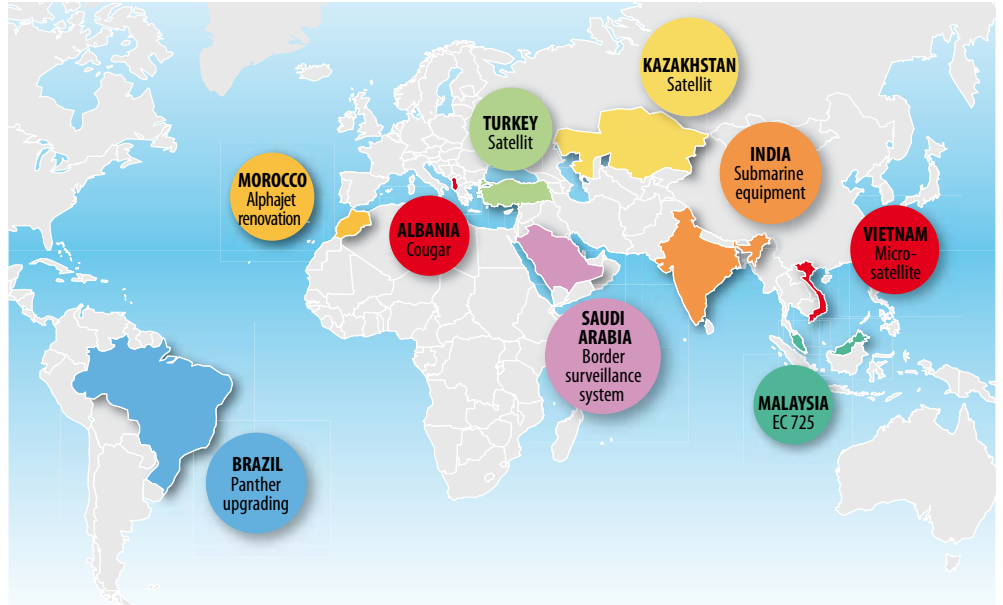 KAZAKHSTAN
Satellit
TURKEY
Satellit
INDIA
Submarine
equipment
MOROCCO
Alphajet
renovation
ALBANIA
Cougar
VIETNAM
Micro-
satellite
SAUDI
ARABIA
Border
surveillance
system
MALAYSIA
EC 725
BRAZIL
Panther
upgrading